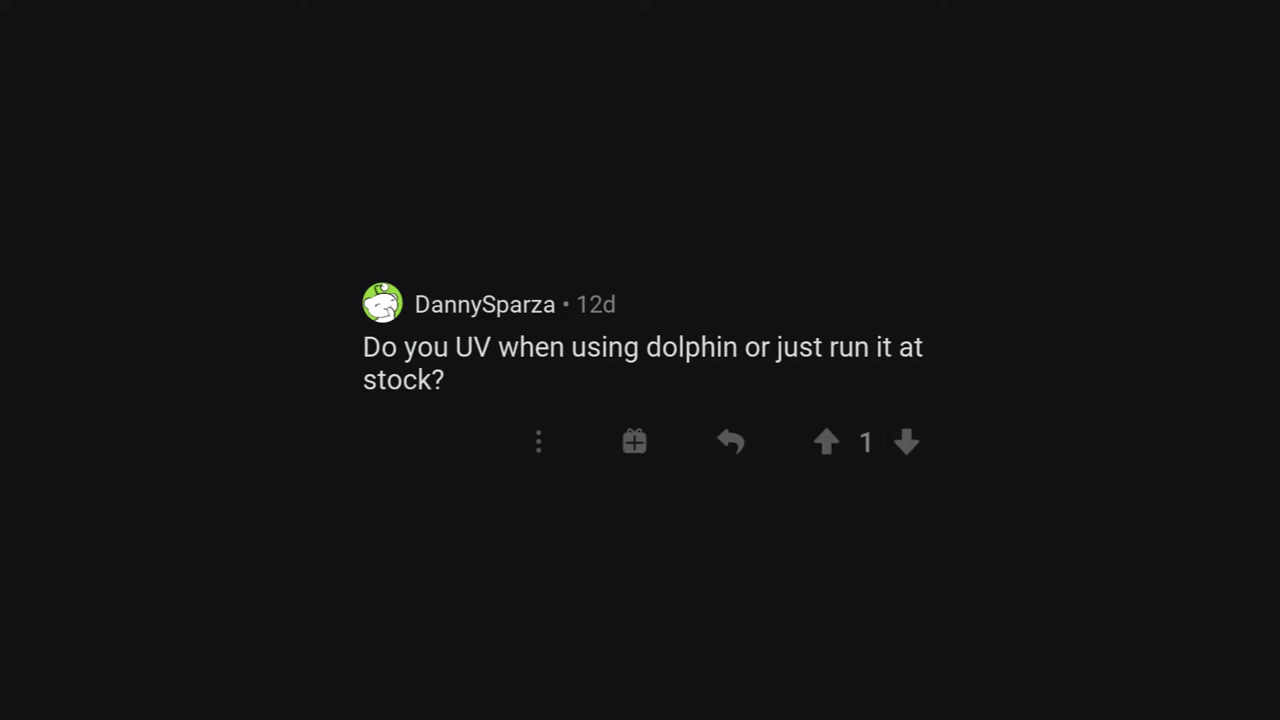 DannySparza • 12d
Do you UV when using dolphin or just run it at
stock?
1